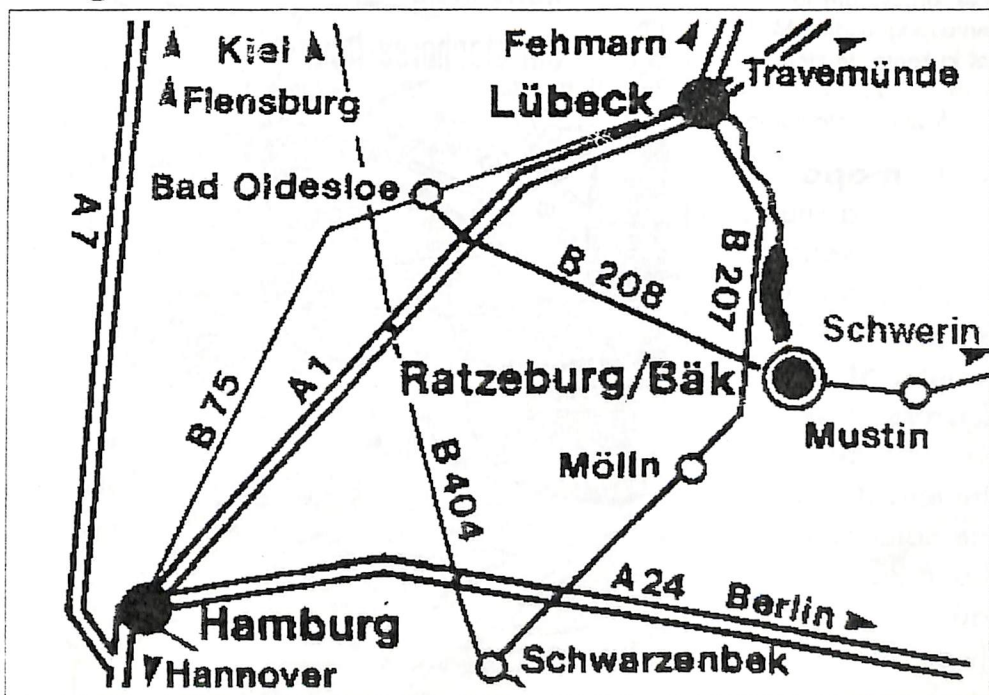 Kiel
Fehmarn
Flensburg
Lübeck
Travemünde
Bad Oldesloe
A 7
B 208
B 207
Schwerin
B 75
A 1
Ratzeburg/Bäk
B 404
Mölln
Mustin
A 24 Berlin
Hamburg
Hannover
Schwarzenbek